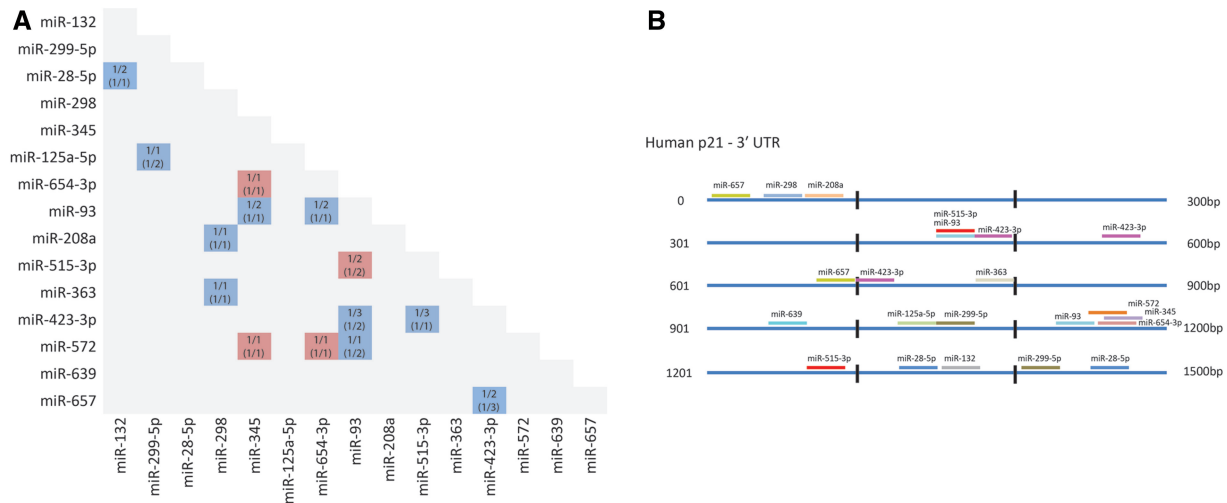 A
miR-132
miR-299-5p
miR-28-5p
1/2
(1/1)
miR-298
miR-345
miR-125a-5p
1/1
(1/2)
miR-654-3p
1/1
(1/1)
miR-93
1/2
(1/1)
1/2
(1/1)
miR-208a
1/1
(1/1)
miR-515-3p
1/2
(1/2)
miR-363
1/1
(1/1)
miR-423-3p
1/3
(1/2)
1/3
(1/1)
miR-572
1/1
(1/1)
1/1
(1/1)
1/1
(1/2)
miR-639
miR-657
1/2
(1/3)
miR-132
miR-299-5p
miR-28-5p
miR-298
miR-345
miR-125a-5p
miR-654-3p
miR-93
miR-208a
miR-515-3p
miR-363
miR-423-3p
miR-572
miR-639
miR-657
B
Human p21 - 3′ UTR
miR-657 miR-298 miR-208a
0 300bp
miR-515-3p
miR-93 miR-423-3p miR-423-3p
301 600bp
miR-657 miR-423-3p miR-363
601 900bp
miR-572
miR-639 miR-125a-5p miR-299-5p miR-93 miR-345
miR-654-3p
901 1200bp
miR-515-3p miR-28-5p miR-132 miR-299-5p miR-28-5p
1201 1500bp